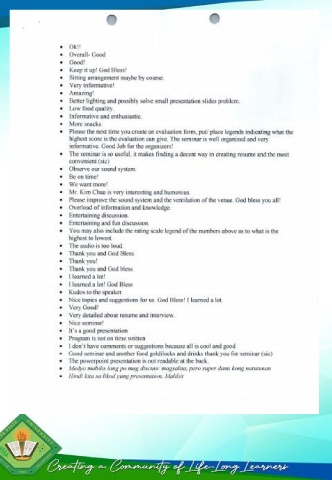 • Ok!!
• Overall- Good
• Good!
• Keep it up! God Bless!
• Sitting arrangement maybe by course.
• Very informative!
• Amazing!
• Better lighting and possibly solve small presentation slides problem.
• Low food quality.
• Informative and enthusiastic.
• More snacks
• Please the next time you create an evaluation form, put/ place legends indicating what the
highest score is the evaluation can give. The seminar is well organized and very
informative. Good Job for the organizers!
• The seminar is so useful, it makes finding a decent way in creating resume and the most
convenient (sic)
• Observe our sound system.
• Be on time!
• We want more!
• Mr. Kim Chua is very interesting and humorous.
• Please improve the sound system and the ventilation of the venue. God bless you all!
• Overload of information and knowledge.
• Entertaining discussion.
• Entertaining and fun discussion
• You may also include the rating scale legend of the numbers above as to what is the
highest to lowest.
• The audio is too loud.
• Thank you and God Bless
• Thank you!
• Thank you and God bless
• I learned a lot!
• I learned a lot! God Bless
• Kudos to the speaker.
• Nice topics and suggestions for us. God Bless! I learned a lot
• Very Good!
• Very detailed about resume and interview.
• Nice seminar!
• It's a good presentation
• Program is not on time written
• I don't have comments or suggestions because all is cool and good
• Good seminar and another food goldilocks and drinks thank you for seminar (sic)
• The powerpoint presentation is not readable at the back.
• Medyo mabilis lang po mag discuss magsalita, pero super dami kong natutunan
• Hindi kita sa likod yung presentation. Maliit
Creating a Community of Life-Long Learners